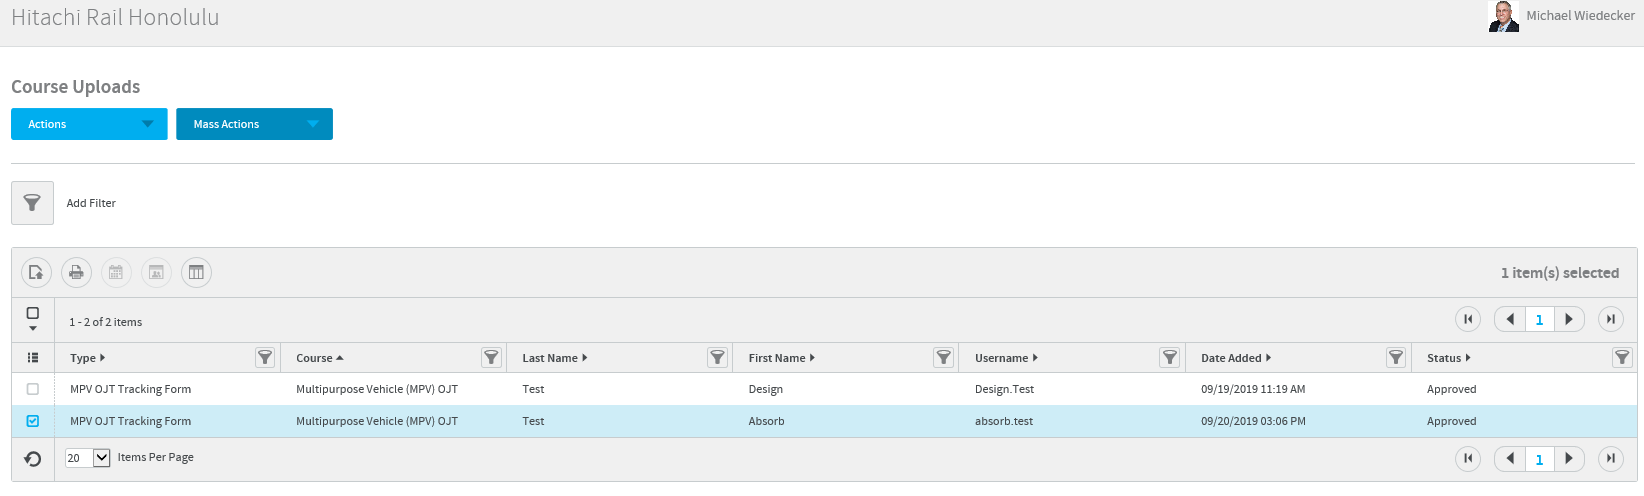 Hitachi Rail Honolulu
Michael Wiedecker
Course Uploads
Actions
Mass Actions
Add Filter
1 item(s) selected
1 - 2 of 2 items
1
Type Course Last Name First Name Username Date Added Status
MPV OJT Tracking Form Multipurpose Vehicle (MPV) OJT Test Design Design.Test 09/19/2019 11:19 AM Approved
MPV OJT Tracking Form Multipurpose Vehicle (MPV) OJT Test Absorb absorb.test 09/20/2019 03:06 PM Approved
20 Items Per Page
1